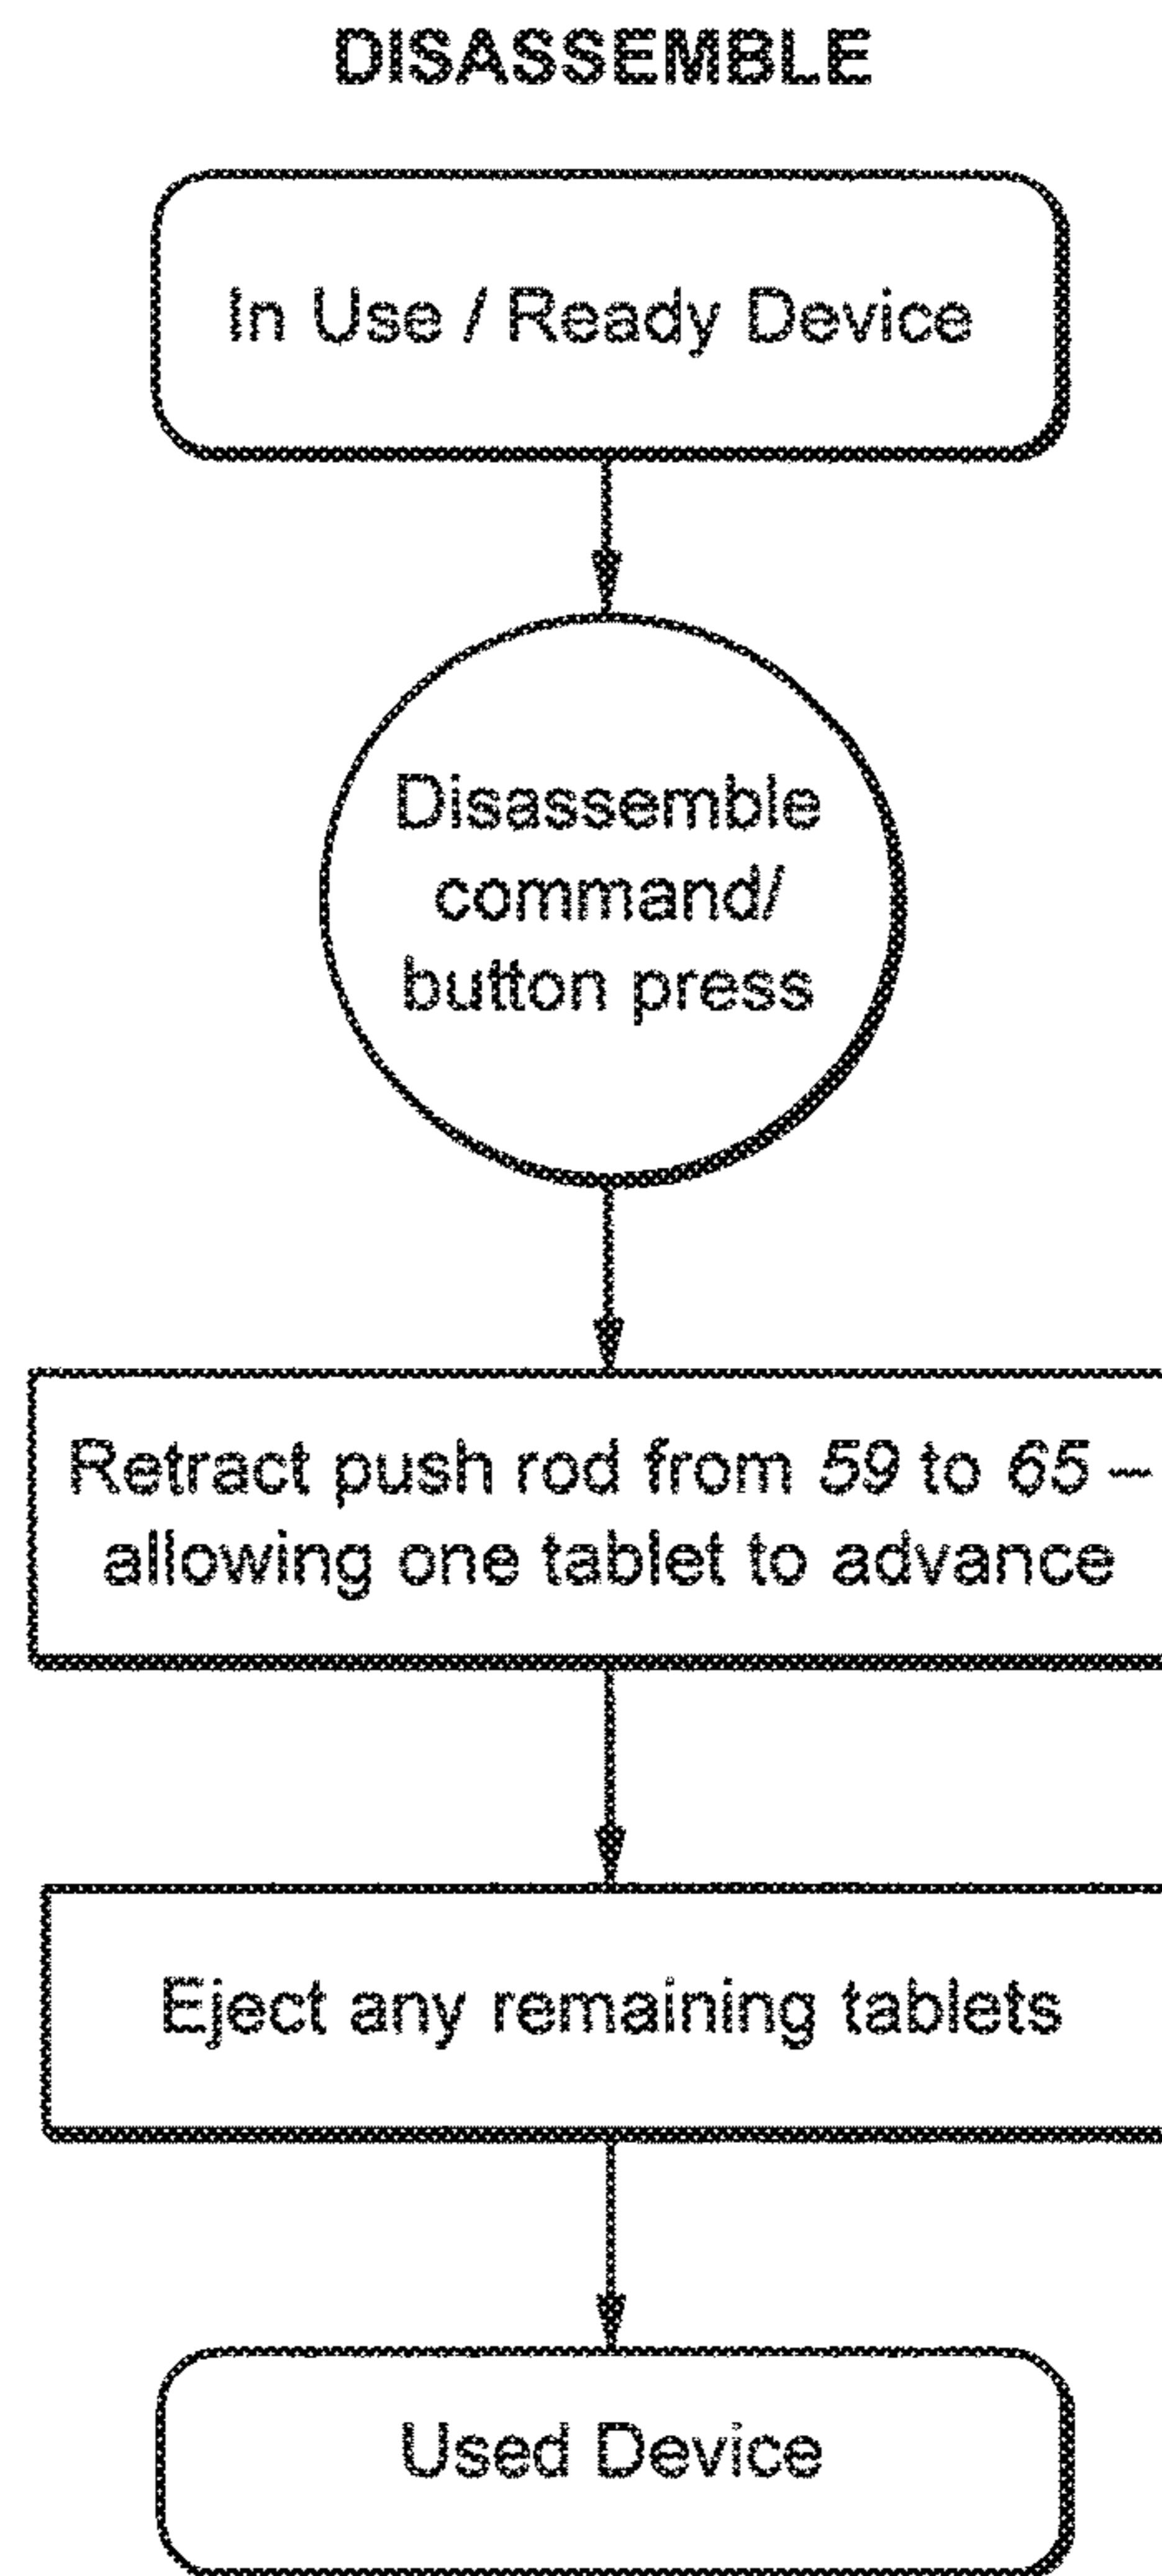 DISASSEMBLE
In Use / Ready Device
Disassemble
command/
button press
Retract push rod from 59 to 65 –
allowing one tablet to advance
Eject any remaining tablets
Used Device